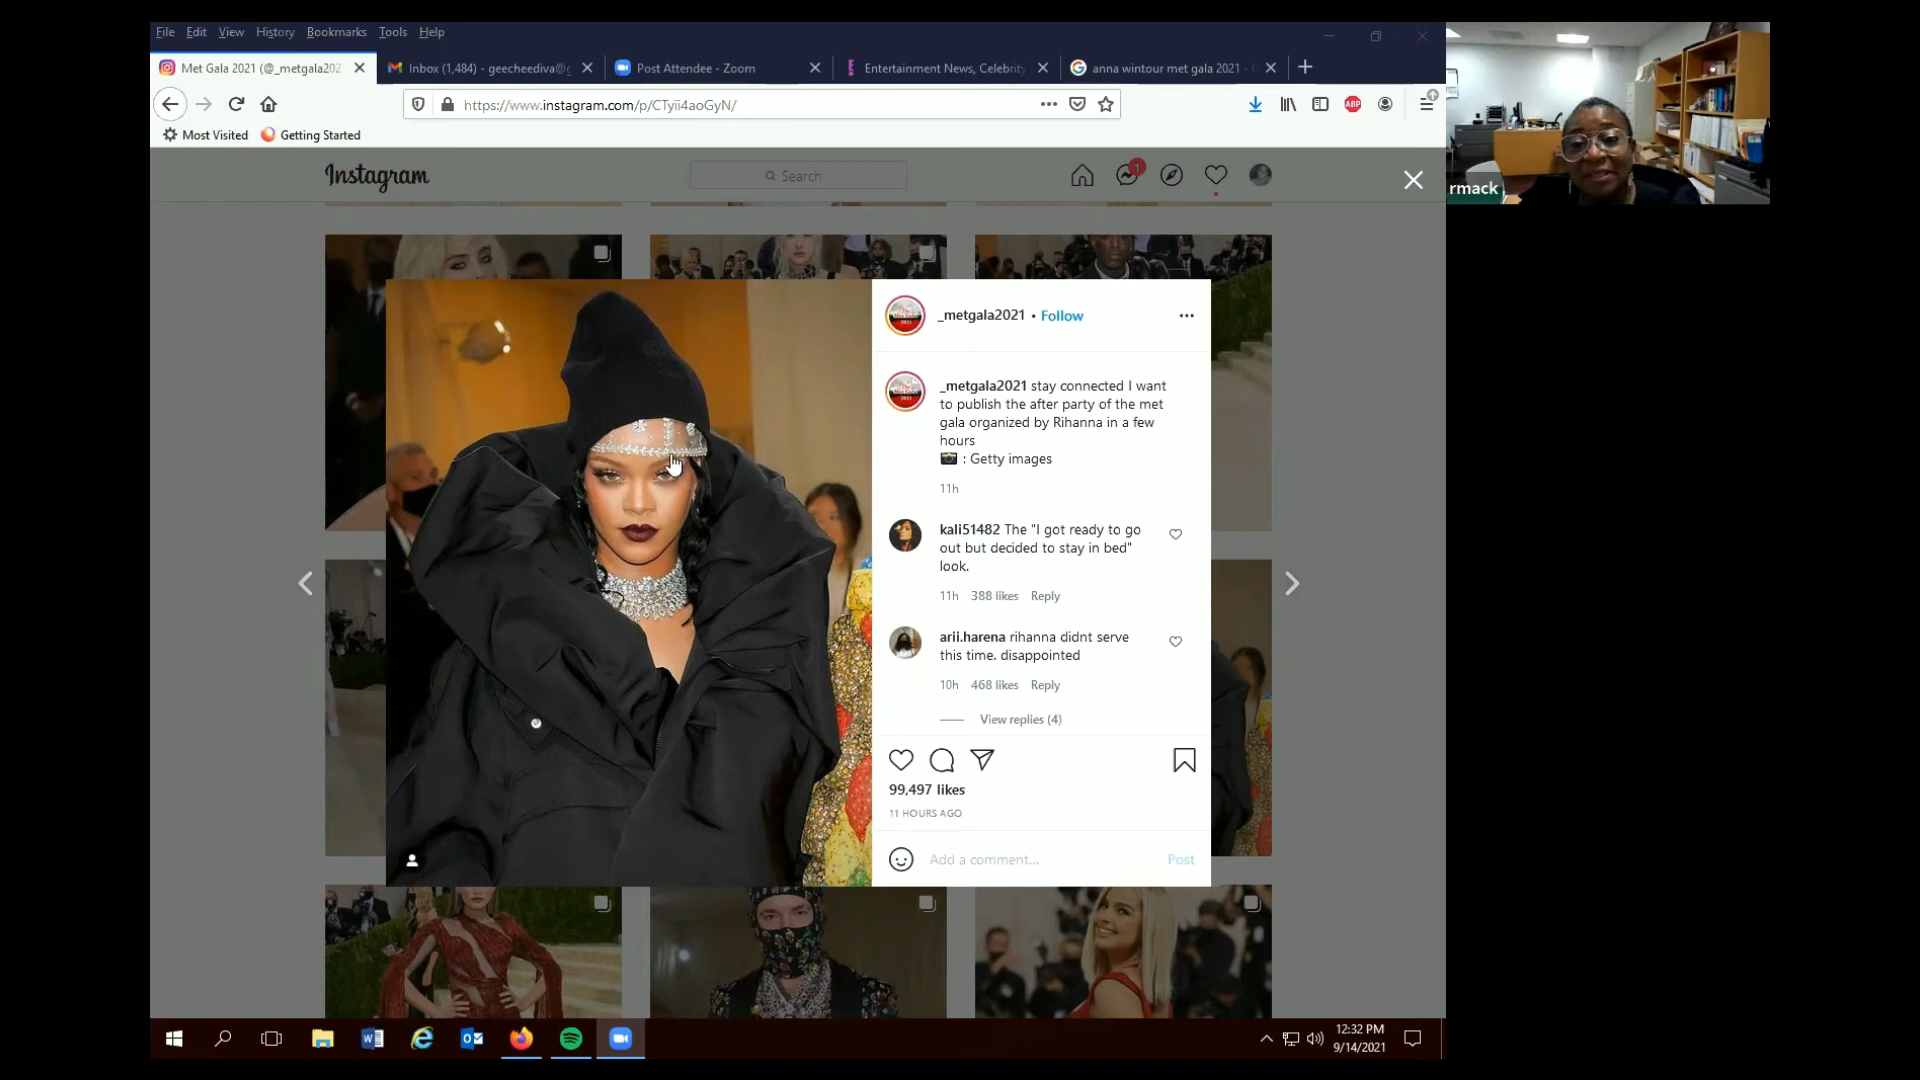 File Edit View History Bookmarks Tools Help
Met Gala 2021 (@_metgala202
Inbox (1,484) - geecheediva@g
Post Attendee - Zoom
Entertainment News, Celebrity
anna wintour met gala 2021 -
https://www.instagram.com/p/CTyii4aoGyN/
ABP
Most Visited Getting Started
Instagram
Search
1
rmack
_metgala2021 • Follow
_metgala2021 stay connected I want
to publish the after party of the met
gala organized by Rihanna in a few
hours
: Getty images
11h
kali51482 The "I got ready to go
out but decided to stay in bed"
look.
11h 388 likes Reply
arii.harena rihanna didnt serve
this time. disappointed
10h 468 likes Reply
View replies (4)
99,497 likes
11 HOURS AGO
Add a comment... Post
12:32 PM
9/14/2021